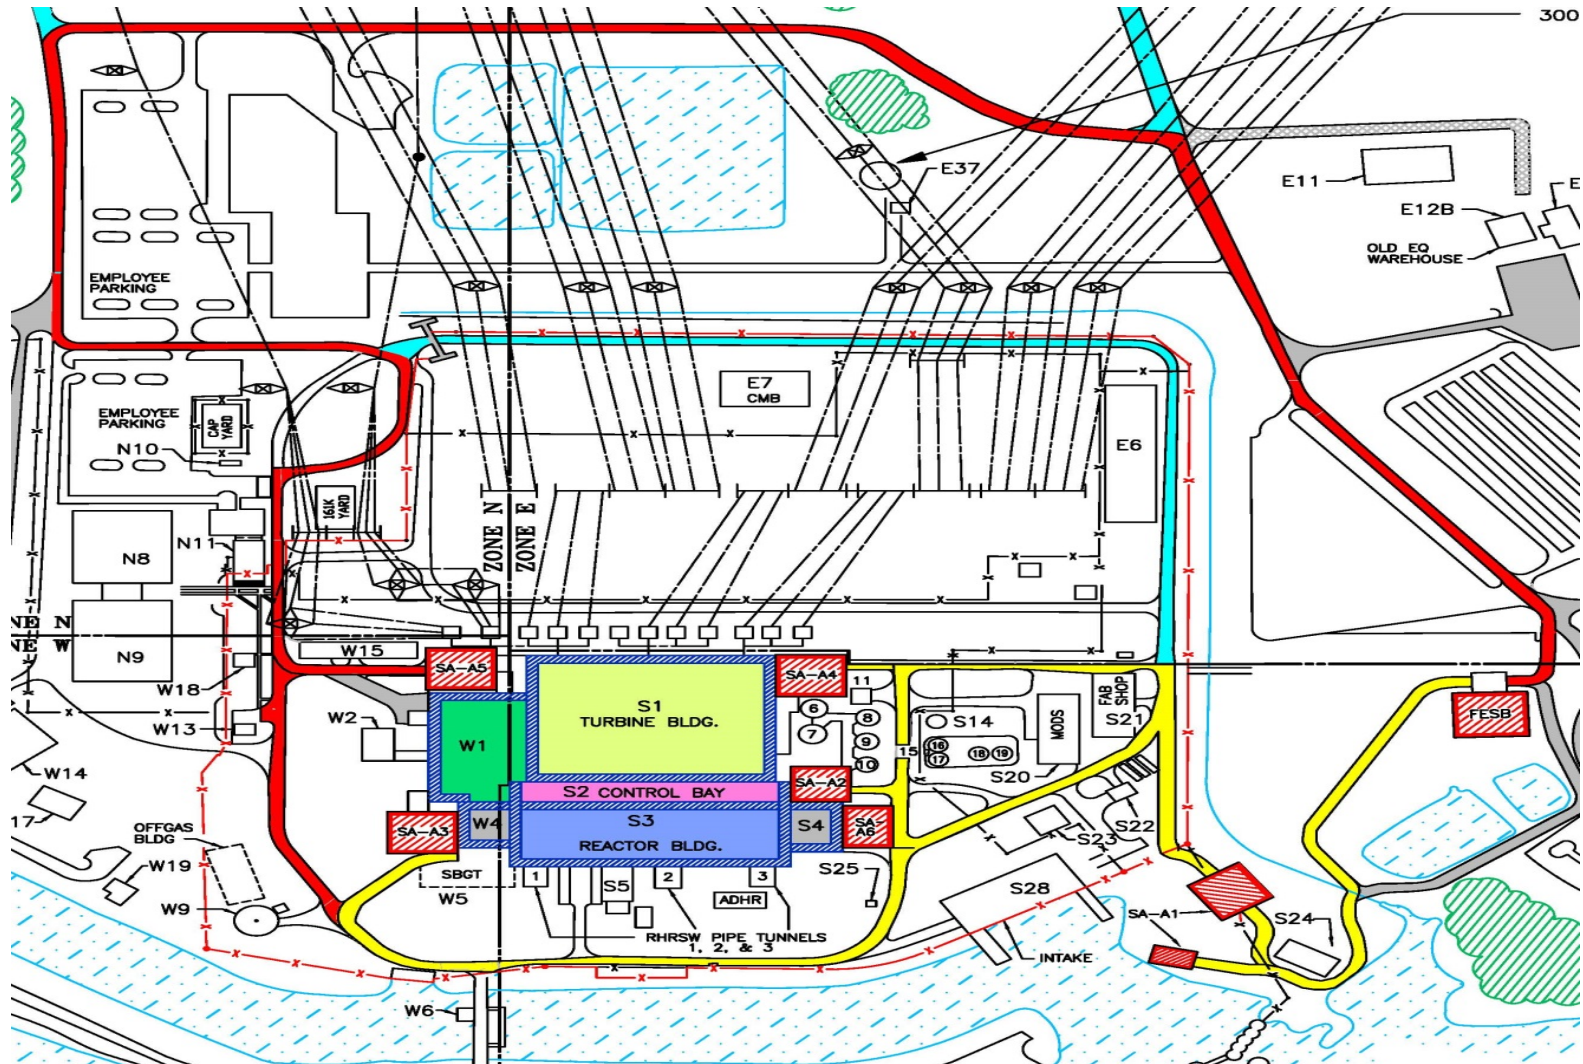 300
E37
E11
E12B
E
OLD EQ
WAREHOUSE
EMPLOYEE
PARKING
E7
CMB
EMPLOYEE
PARKING
CAP
YARD
N10
E6
161K
YARD
ZONE N
ZONE E
N11
N8
NE N
NE W
N9
W15
W18
SA-A5
SA-A4
11
FAB
SHOP
S1
TURBINE BLDG.
6
8
S14
MODS
S21
FESB
W2
W13
W1
7
9
15
16
17
18
19
W14
10
S20
S2 CONTROL BAY
SA-A2
17
OFFGAS
BLDG
SA-A3
W4
S3
REACTOR BLDG.
S4
SA-
A6
S22
S23
W19
SBGT
W5
1
S5
2
3
S25
ADHR
S28
W9
SA-A1
S24
RHRSW PIPE TUNNELS
1, 2, & 3
INTAKE
W6